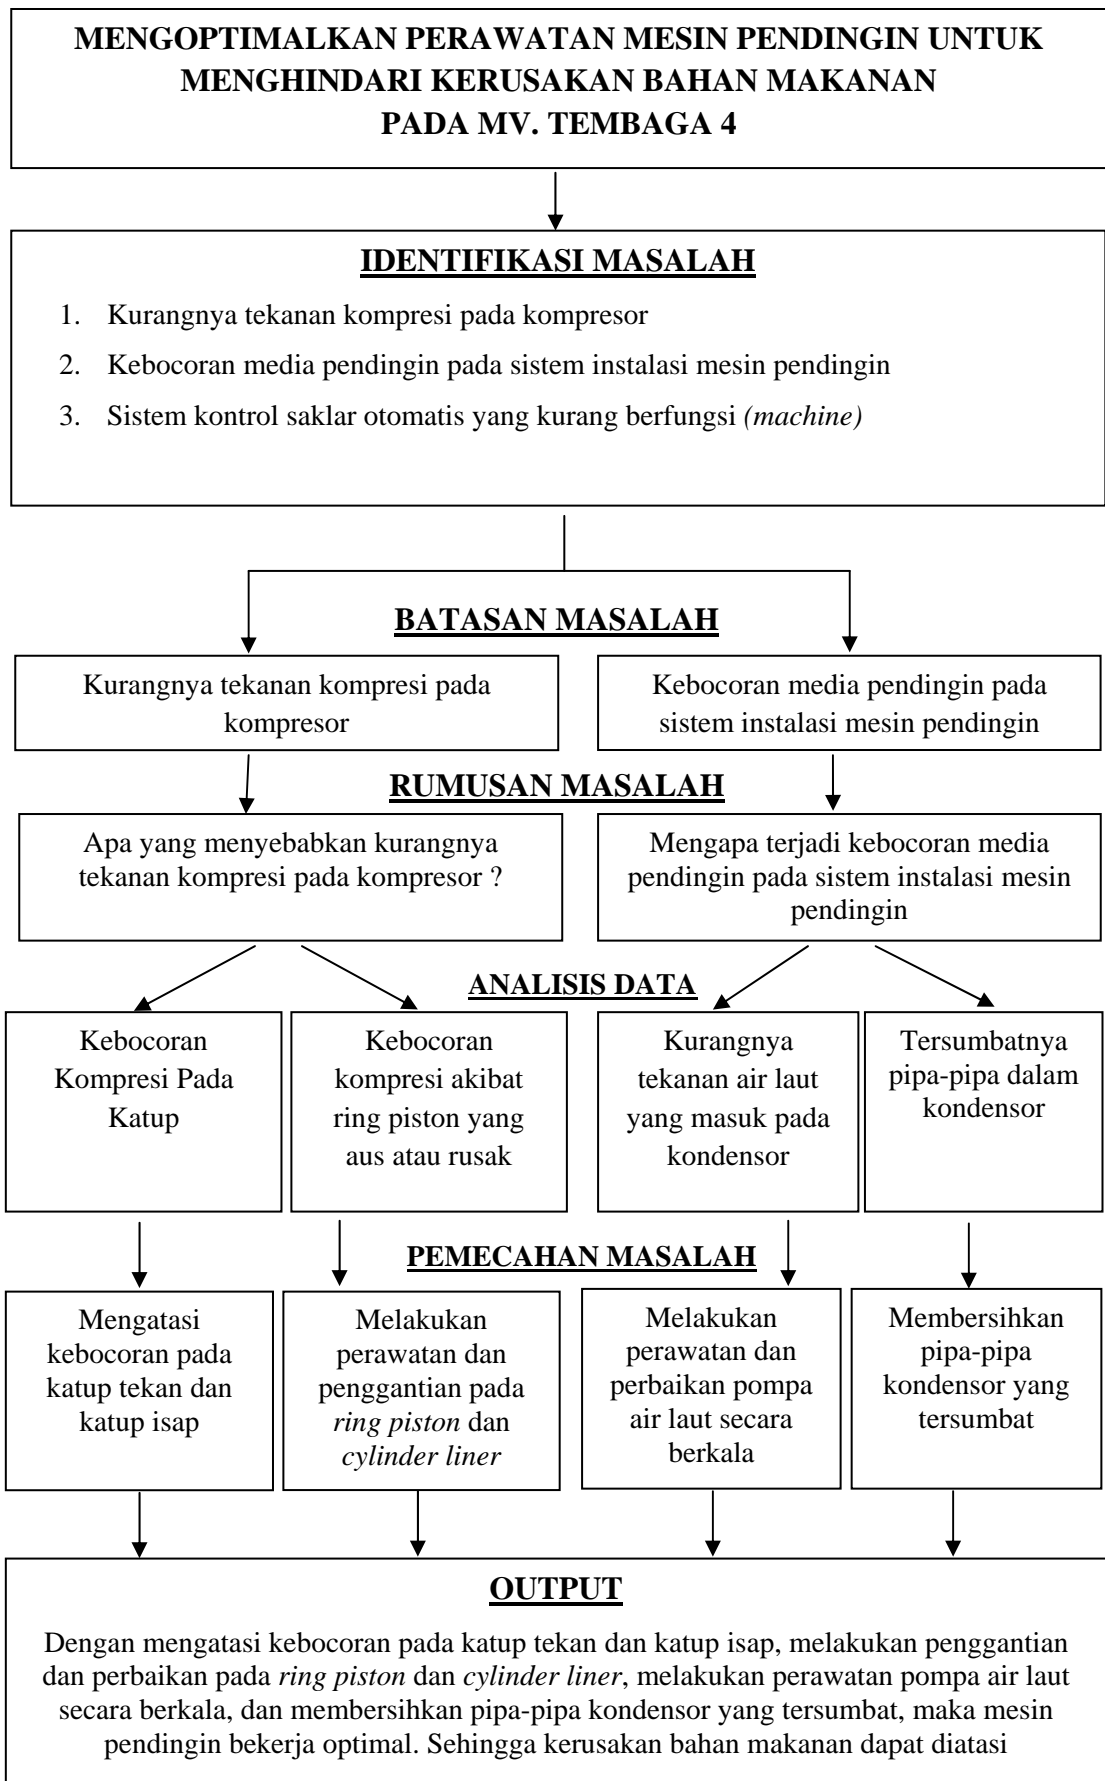 MENGOPTIMALKAN PERAWATAN MESIN PENDINGIN UNTUK
MENGHINDARI KERUSAKAN BAHAN MAKANAN
PADA MV. TEMBAGA 4
IDENTIFIKASI MASALAH
1. Kurangnya tekanan kompresi pada kompresor
2. Kebocoran media pendingin pada sistem instalasi mesin pendingin
3. Sistem kontrol saklar otomatis yang kurang berfungsi (machine)
BATASAN MASALAH
Kurangnya tekanan kompresi pada
kompresor
Kebocoran media pendingin pada
sistem instalasi mesin pendingin
RUMUSAN MASALAH
Apa yang menyebabkan kurangnya
tekanan kompresi pada kompresor ?
Mengapa terjadi kebocoran media
pendingin pada sistem instalasi mesin
pendingin
ANALISIS DATA
Kebocoran
Kompresi Pada
Katup
Kebocoran
kompresi akibat
ring piston yang
aus atau rusak
Kurangnya
tekanan air laut
yang masuk pada
kondensor
Tersumbatnya
pipa-pipa dalam
kondensor
PEMECAHAN MASALAH
Mengatasi
kebocoran pada
katup tekan dan
katup isap
Melakukan
perawatan dan
penggantian pada
ring piston dan
cylinder liner
Melakukan
perawatan dan
perbaikan pompa
air laut secara
berkala
Membersihkan
pipa-pipa
kondensor yang
tersumbat
OUTPUT
Dengan mengatasi kebocoran pada katup tekan dan katup isap, melakukan penggantian
dan perbaikan pada ring piston dan cylinder liner, melakukan perawatan pompa air laut
secara berkala, dan membersihkan pipa-pipa kondensor yang tersumbat, maka mesin
pendingin bekerja optimal. Sehingga kerusakan bahan makanan dapat diatasi